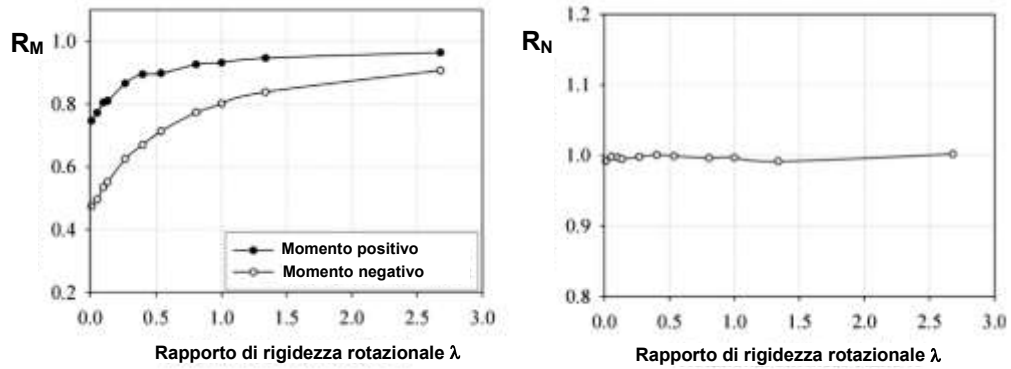 R_M
1.0
0.8
0.6
0.4
0.2
0.0 0.5 1.0 1.5 2.0 2.5 3.0
Momento positivo
Momento negativo
Rapporto di rigidezza rotazionale λ
R_N
1.2
1.1
1.0
0.9
0.8
0.0 0.5 1.0 1.5 2.0 2.5 3.0
Rapporto di rigidezza rotazionale λ